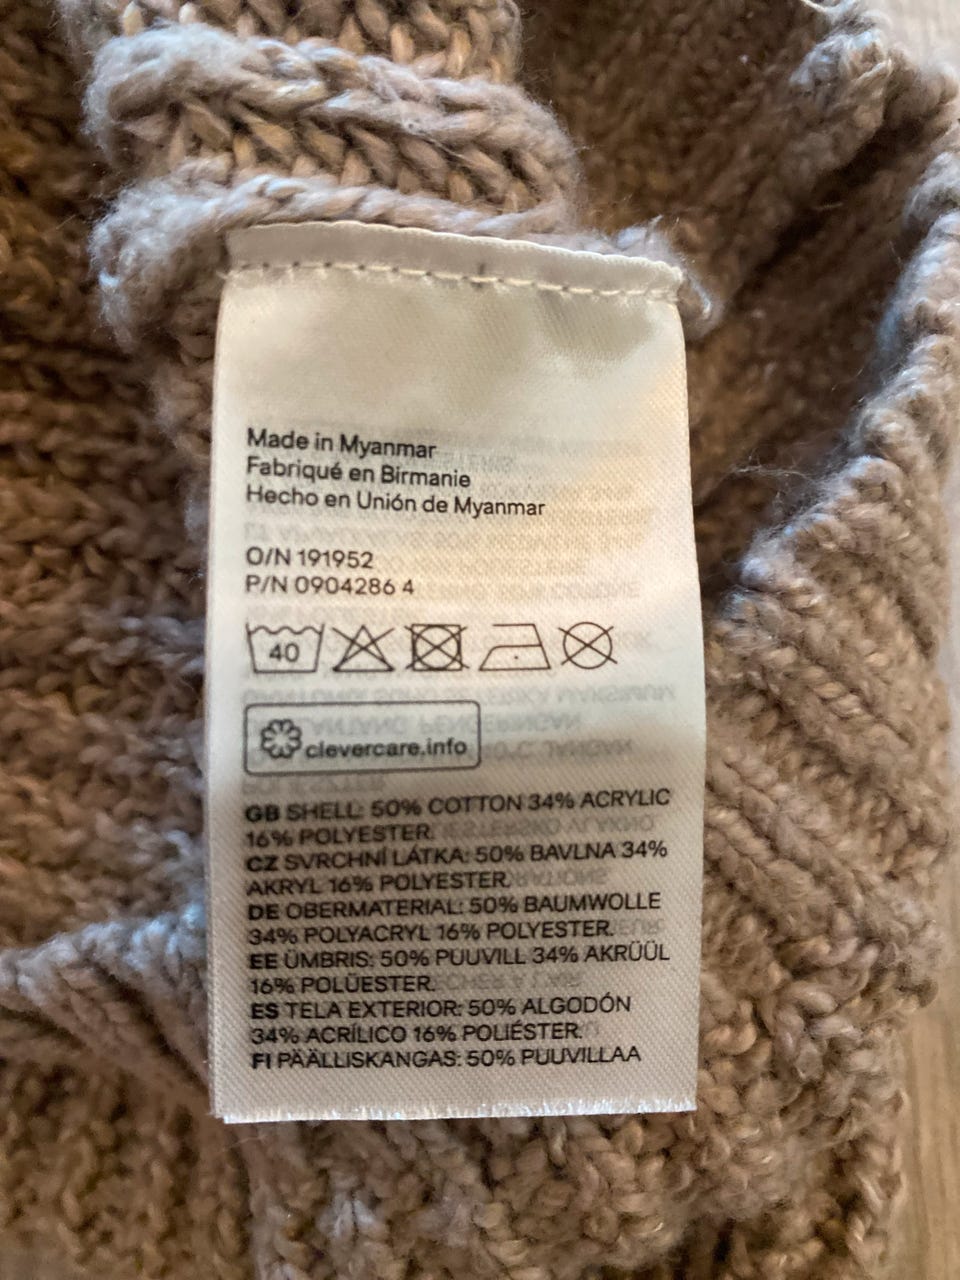 Made in Myanmar
Fabriqué en Birmanie
Hecho en Unión de Myanmar
O/N 191952
P/N 0904286 4
40
clevercare.info
GB SHELL: 50% COTTON 34% ACRYLIC
16% POLYESTER.
CZ SVRCHNÍ LÁTKA: 50% BAVLNA 34%
AKRYL 16% POLYESTER.
DE OBERMATERIAL: 50% BAUMWOLLE
34% POLYACRYL 16% POLYESTER.
EE ÜMBRIS: 50% PUUVILL 34% AKRÜÜL
16% POLÜESTER.
ES TELA EXTERIOR: 50% ALGODÓN
34% ACRÍLICO 16% POLIÉSTER.
FI PÄÄLLISKANGAS: 50% PUUVILLAA